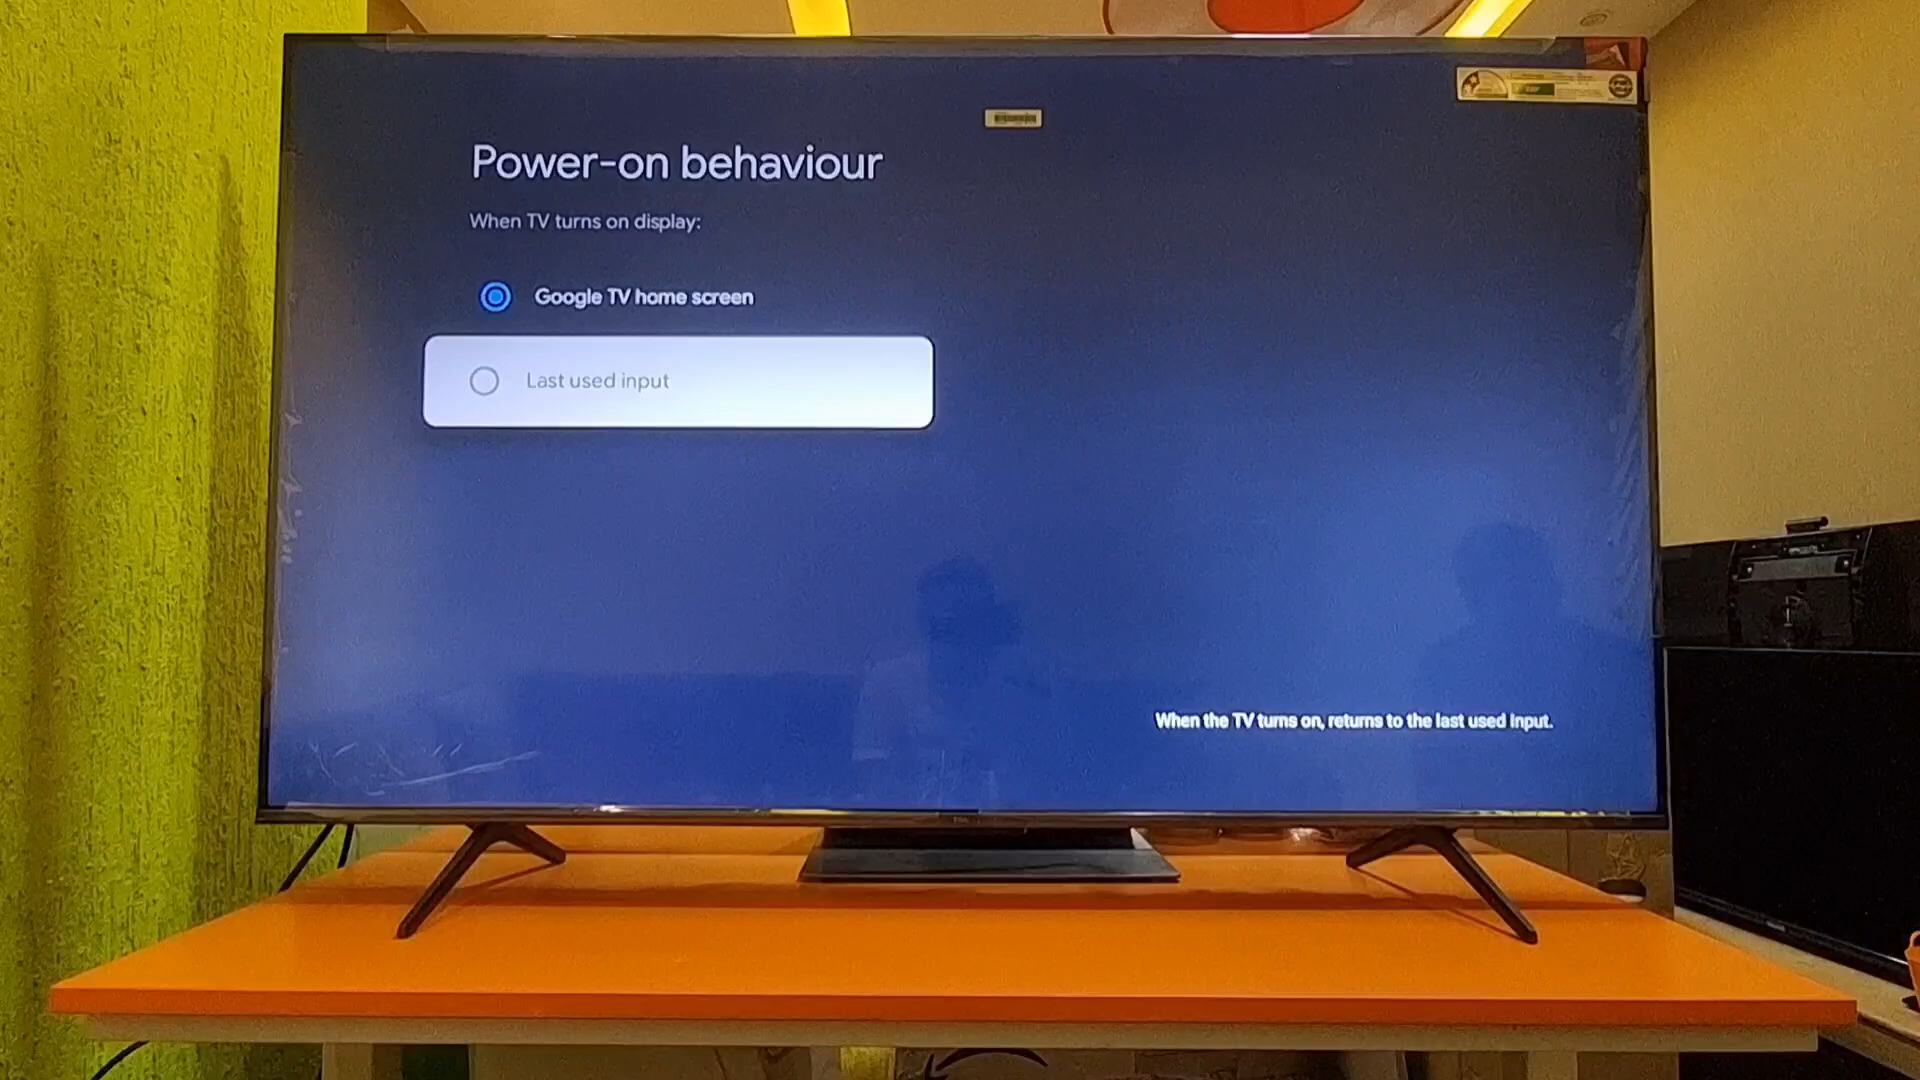 Power-on behaviour
When TV turns on display:
Google TV home screen
Last used input
When the TV turns on, returns to the last used input.